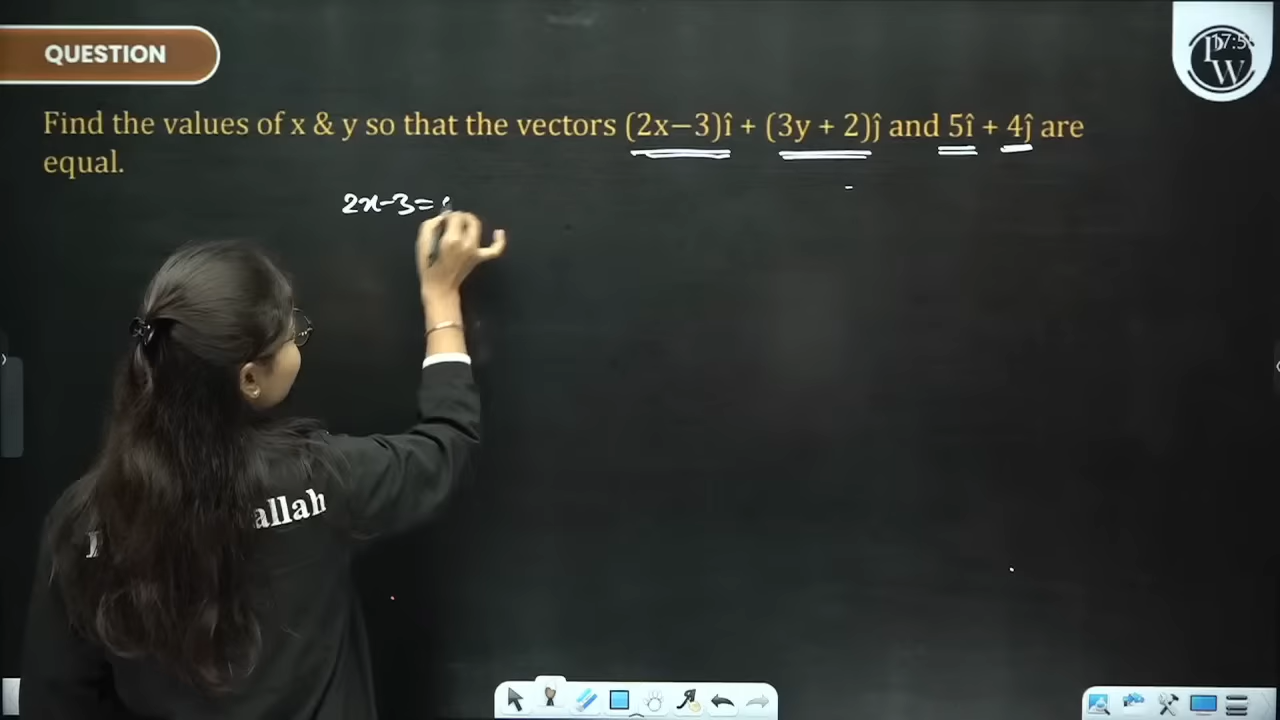 QUESTION
Find the values of x & y so that the vectors (2x−3)î + (3y + 2)ĵ and 5î + 4ĵ are
equal.
2x-3=
allah
PW